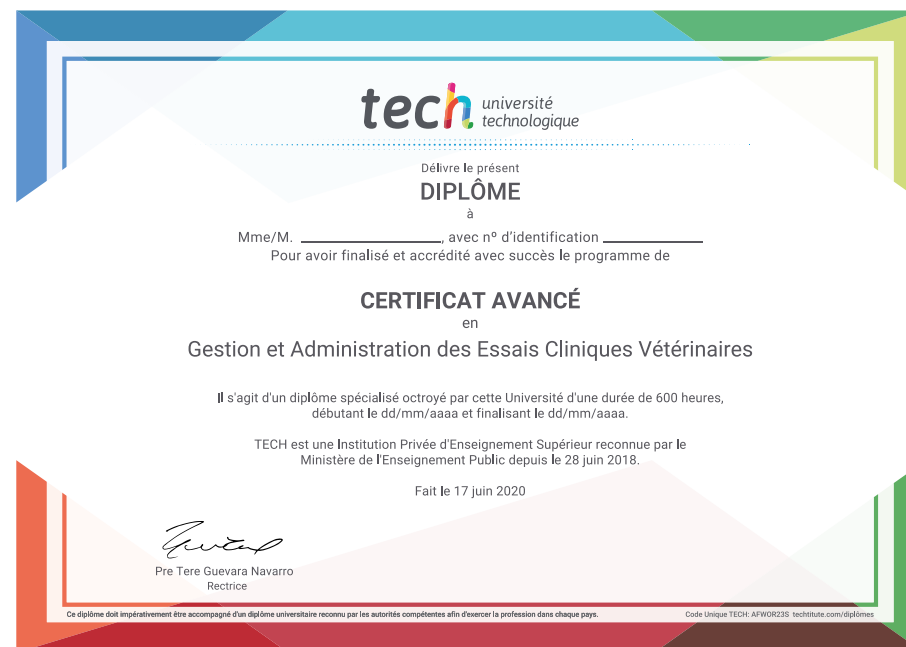 tech université
technologique
Délivre le présent
DIPLÔME
à
Mme/M. ____________________, avec nº d'identification ______________
Pour avoir finalisé et accrédité avec succès le programme de
CERTIFICAT AVANCÉ
en
Gestion et Administration des Essais Cliniques Vétérinaires
Il s'agit d'un diplôme spécialisé octroyé par cette Université d'une durée de 600 heures,
débutant le dd/mm/aaaa et finalisant le dd/mm/aaaa.
TECH est une Institution Privée d'Enseignement Supérieur reconnue par le
Ministère de l'Enseignement Public depuis le 28 juin 2018.
Fait le 17 juin 2020
Pre Tere Guevara Navarro
Rectrice
Ce diplôme doit impérativement être accompagné d'un diplôme universitaire reconnu par les autorités compétentes afin d'exercer la profession dans chaque pays.
Code Unique TECH: AFWOR23S techtitute.com/diplômes